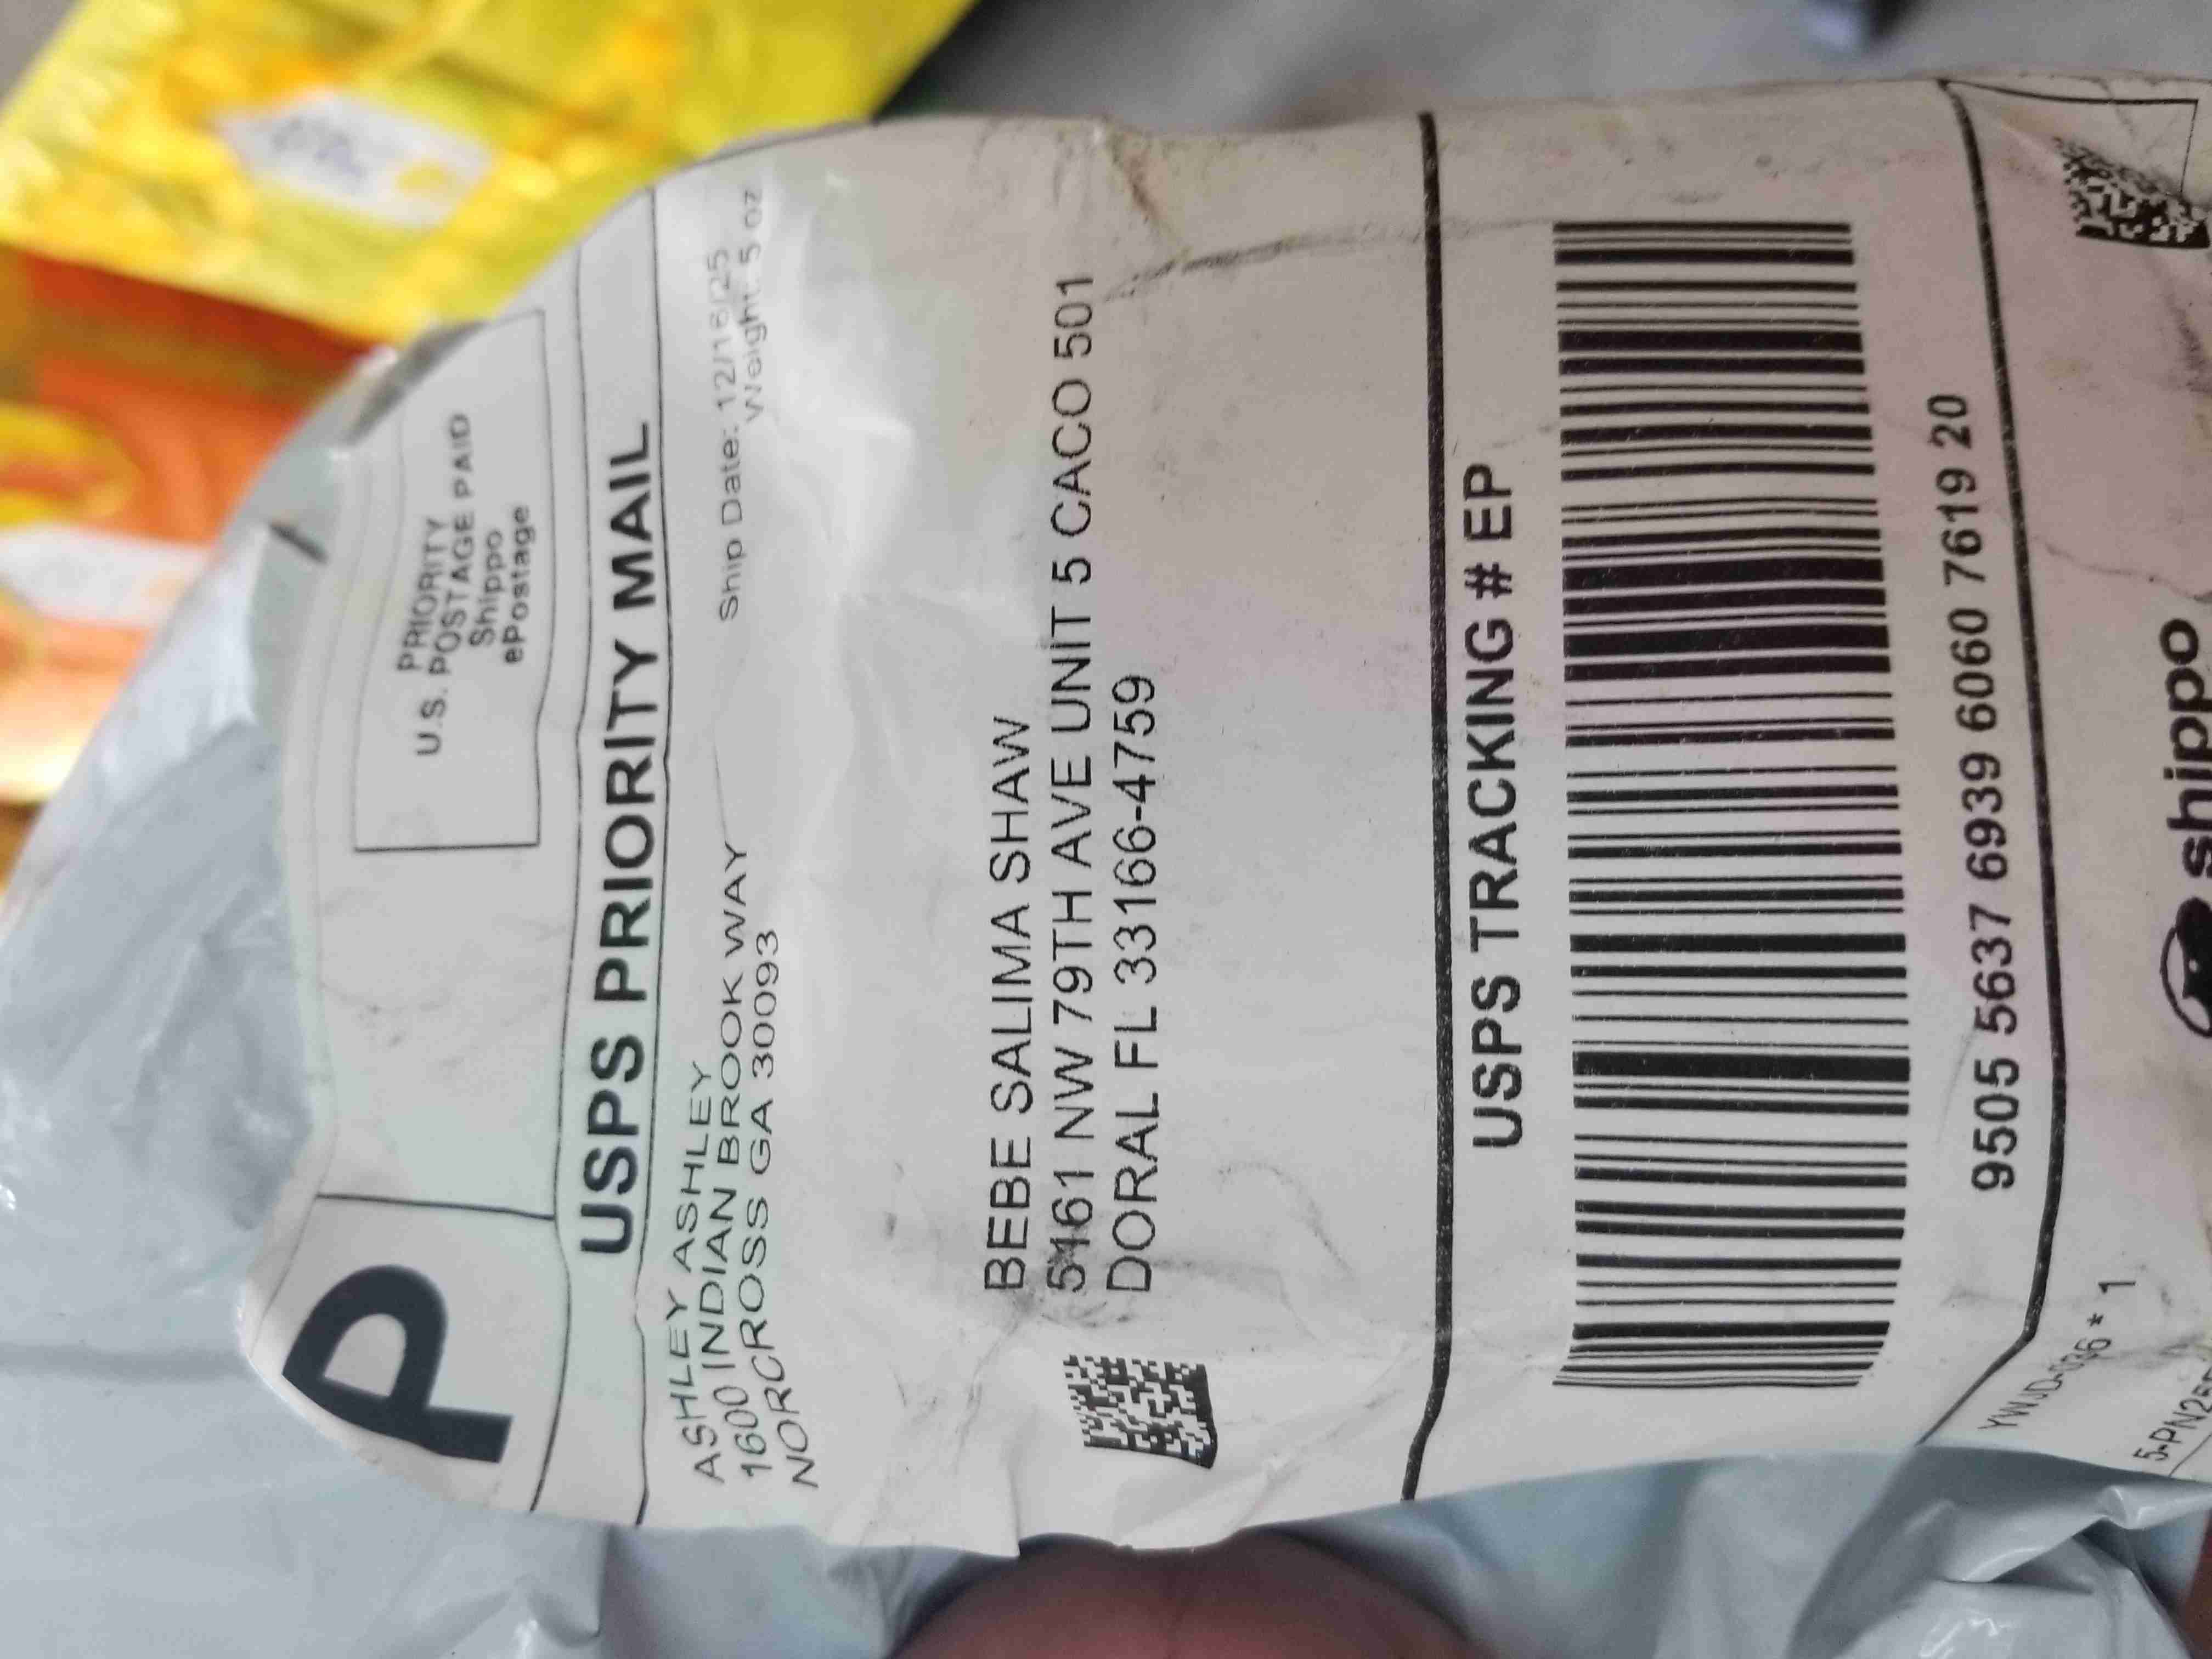 P
PRIORITY
U.S. POSTAGE PAID
Shippo
ePostage
USPS PRIORITY MAIL
ASHLEY ASHLEY
1600 INDIAN BROOK WAY
NORCROSS GA 30093
Ship Date: 12/16/25
Weight: 5 oz
BEBE SALIMA SHAW
5461 NW 79TH AVE UNIT 5 CACO 501
DORAL FL 33166-4759
USPS TRACKING # EP
9505 5637 6939 6060 7619 20
shippo